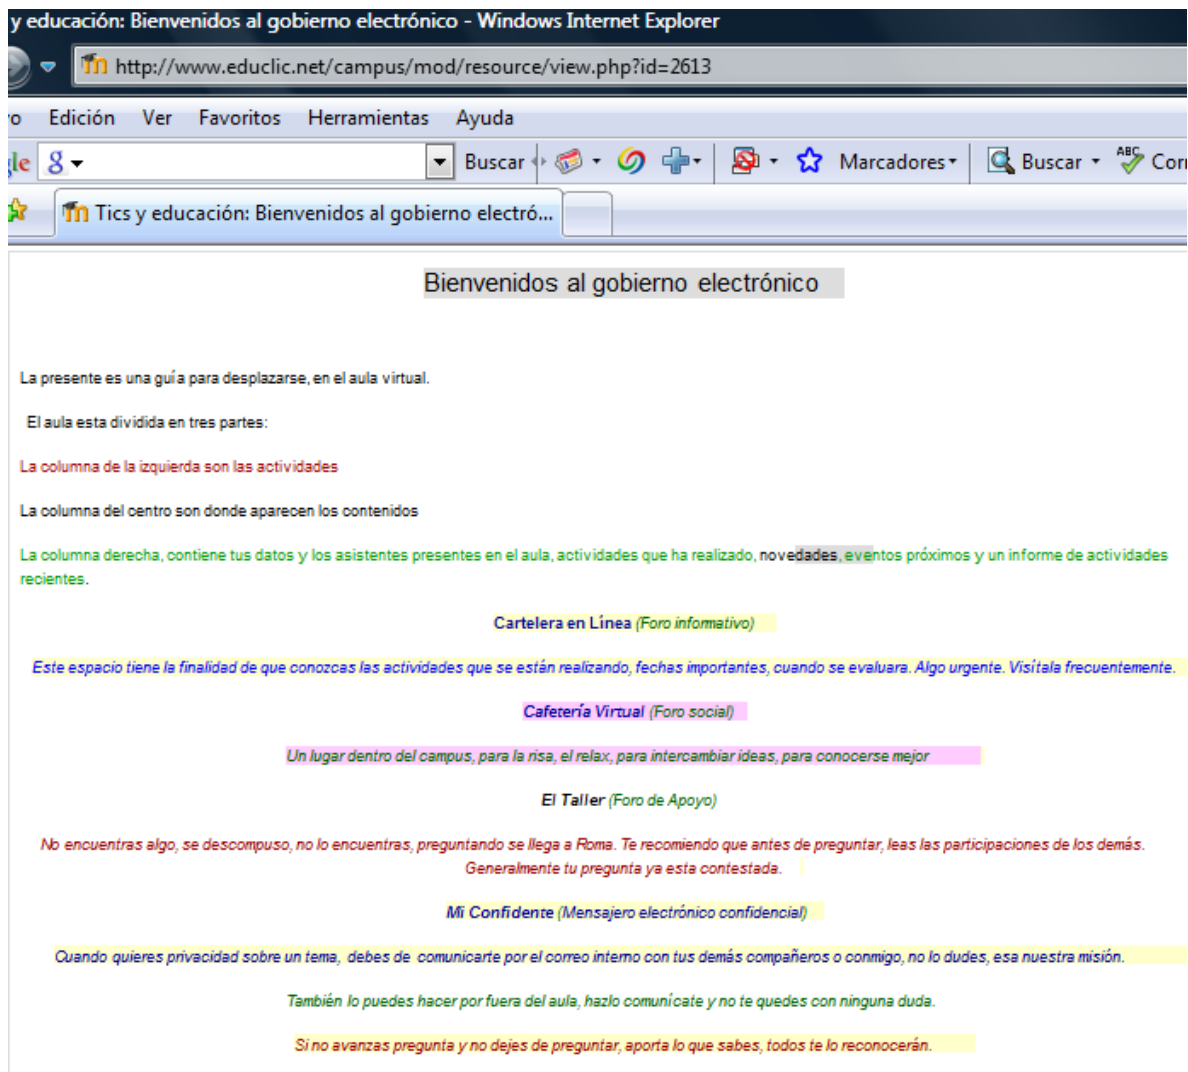 y educación: Bienvenidos al gobierno electrónico - Windows Internet Explorer
http://www.educlic.net/campus/mod/resource/view.php?id=2613
Edición Ver Favoritos Herramientas Ayuda
Buscar Marcadores Buscar
Tics y educación: Bienvenidos al gobierno electró...
Bienvenidos al gobierno electrónico
La presente es una guía para desplazarse, en el aula virtual.
El aula esta dividida en tres partes:
La columna de la izquierda son las actividades
La columna del centro son donde aparecen los contenidos
La columna derecha, contiene tus datos y los asistentes presentes en el aula, actividades que ha realizado, novedades, eventos próximos y un informe de actividades
recientes.
Cartelera en Línea (Foro informativo)
Este espacio tiene la finalidad de que conozcas las actividades que se están realizando, fechas importantes, cuando se evaluara. Algo urgente. Visítala frecuentemente.
Cafetería Virtual (Foro social)
Un lugar dentro del campus, para la risa, el relax, para intercambiar ideas, para conocerse mejor
El Taller (Foro de Apoyo)
No encuentras algo, se descompuso, no lo encuentras, preguntando se llega a Roma. Te recomiendo que antes de preguntar, leas las participaciones de los demás.
Generalmente tu pregunta ya esta contestada.
Mi Confidente (Mensajero electrónico confidencial)
Cuando quieres privacidad sobre un tema, debes de comunicarte por el correo interno con tus demás compañeros o conmigo, no lo dudes, esa nuestra misión.
También lo puedes hacer por fuera del aula, hazlo comunícate y no te quedes con ninguna duda.
Si no avanzas pregunta y no dejes de preguntar, aporta lo que sabes, todos te lo reconocerán.